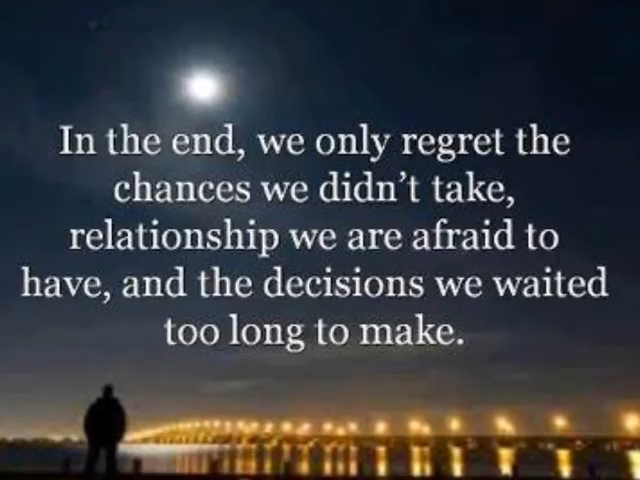 In the end, we only regret the
chances we didn't take,
relationship we are afraid to
have, and the decisions we waited
too long to make.